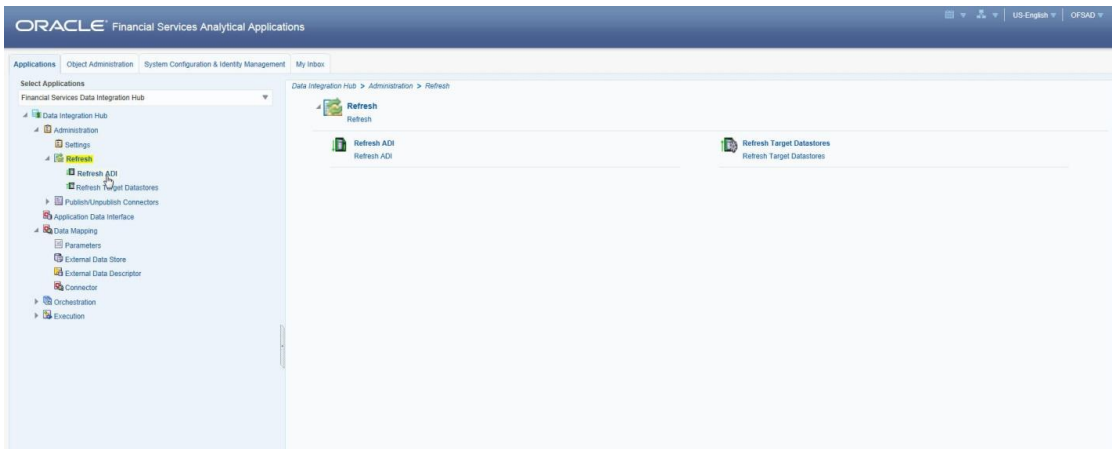 ORACLE Financial Services Analytical Applications
US-English
OFSAD
Applications
Object Administration
System Configuration & Identity Management
My Inbox
Select Applications
Financial Services Data Integration Hub
Data Integration Hub
Administration
Settings
Refresh
Refresh ADI
Refresh Target Datastores
Publish/Unpublish Connectors
Application Data Interface
Data Mapping
Parameters
External Data Store
External Data Descriptor
Connector
Orchestration
Execution
Data Integration Hub > Administration > Refresh
Refresh
Refresh
Refresh ADI
Refresh ADI
Refresh Target Datastores
Refresh Target Datastores